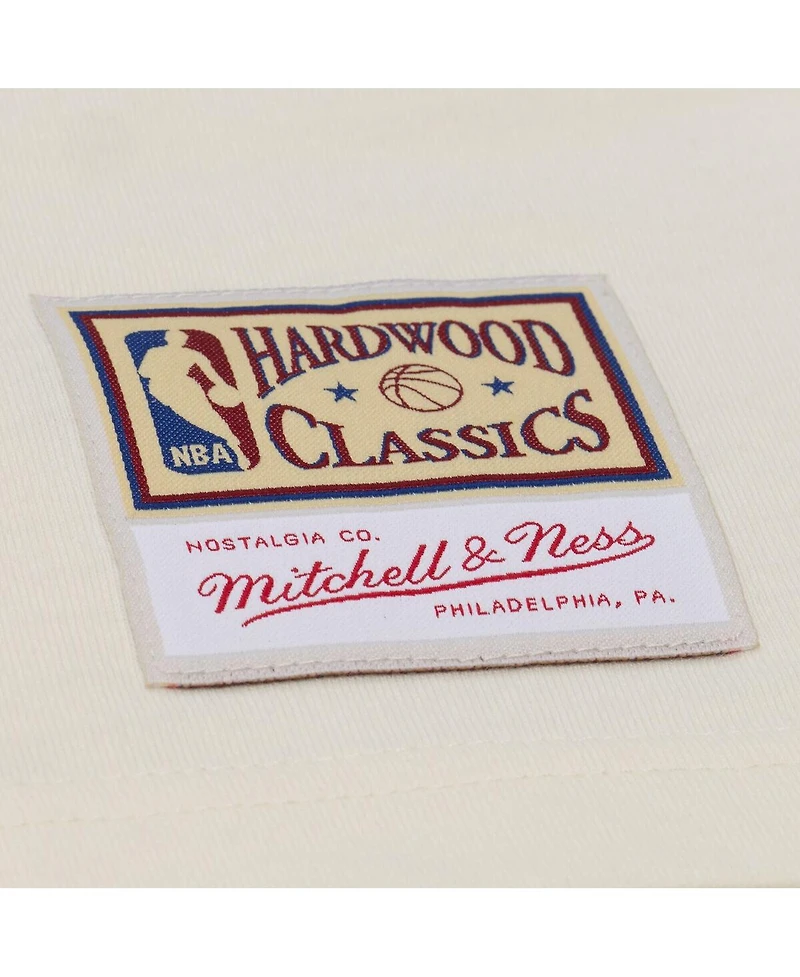 HARDWOOD
CLASSICS
NBA
NOSTALGIA CO.
Mitchell & Ness
PHILADELPHIA, PA.